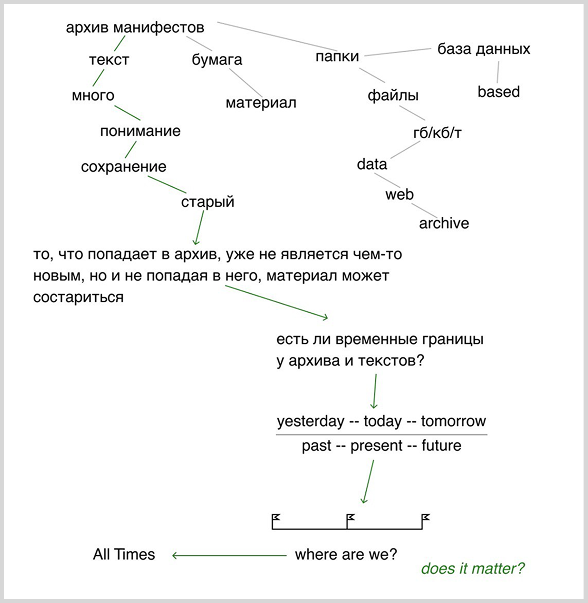 архив манифестов
текст
бумага
папки
база данных
много
материал
файлы
based
понимание
гб/кб/т
сохранение
data
старый
web
archive
то, что попадает в архив, уже не является чем-то
новым, но и не попадая в него, материал может
состариться
есть ли временные границы
у архива и текстов?
yesterday -- today -- tomorrow
past -- present -- future
All Times
where are we?
does it matter?